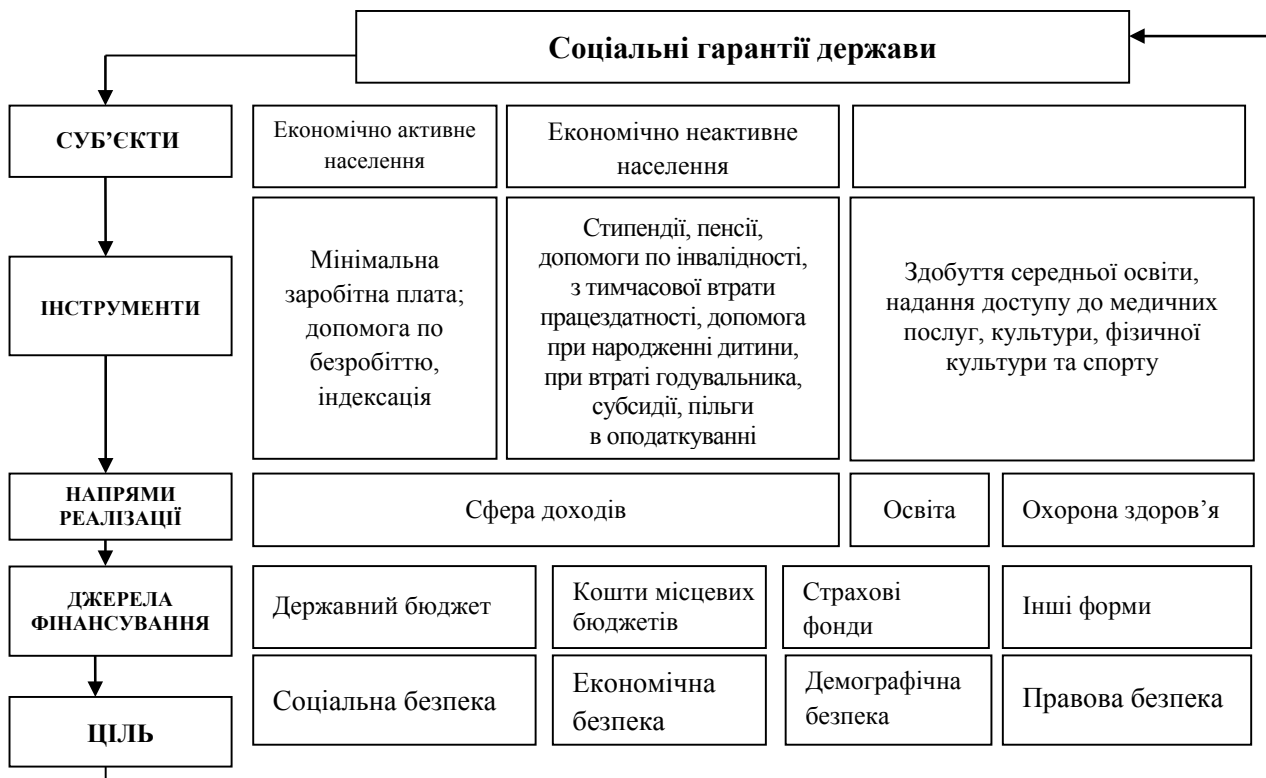 Соціальні гарантії держави
СУБ’ЄКТИ
Економічно активне
населення
Економічно неактивне
населення
ІНСТРУМЕНТИ
Мінімальна
заробітна плата;
допомога по
безробіттю,
індексація
Стипендії, пенсії,
допомоги по інвалідності,
з тимчасової втрати
працездатності, допомога
при народженні дитини,
при втраті годувальника,
субсидії, пільги
в оподаткуванні
Здобуття середньої освіти,
надання доступу до медичних
послуг, культури, фізичної
культури та спорту
НАПРЯМИ
РЕАЛІЗАЦІЇ
Сфера доходів
Освіта
Охорона здоров’я
ДЖЕРЕЛА
ФІНАНСУВАННЯ
Державний бюджет
Кошти місцевих
бюджетів
Страхові
фонди
Інші форми
ЦІЛЬ
Соціальна безпека
Економічна
безпека
Демографічна
безпека
Правова безпека